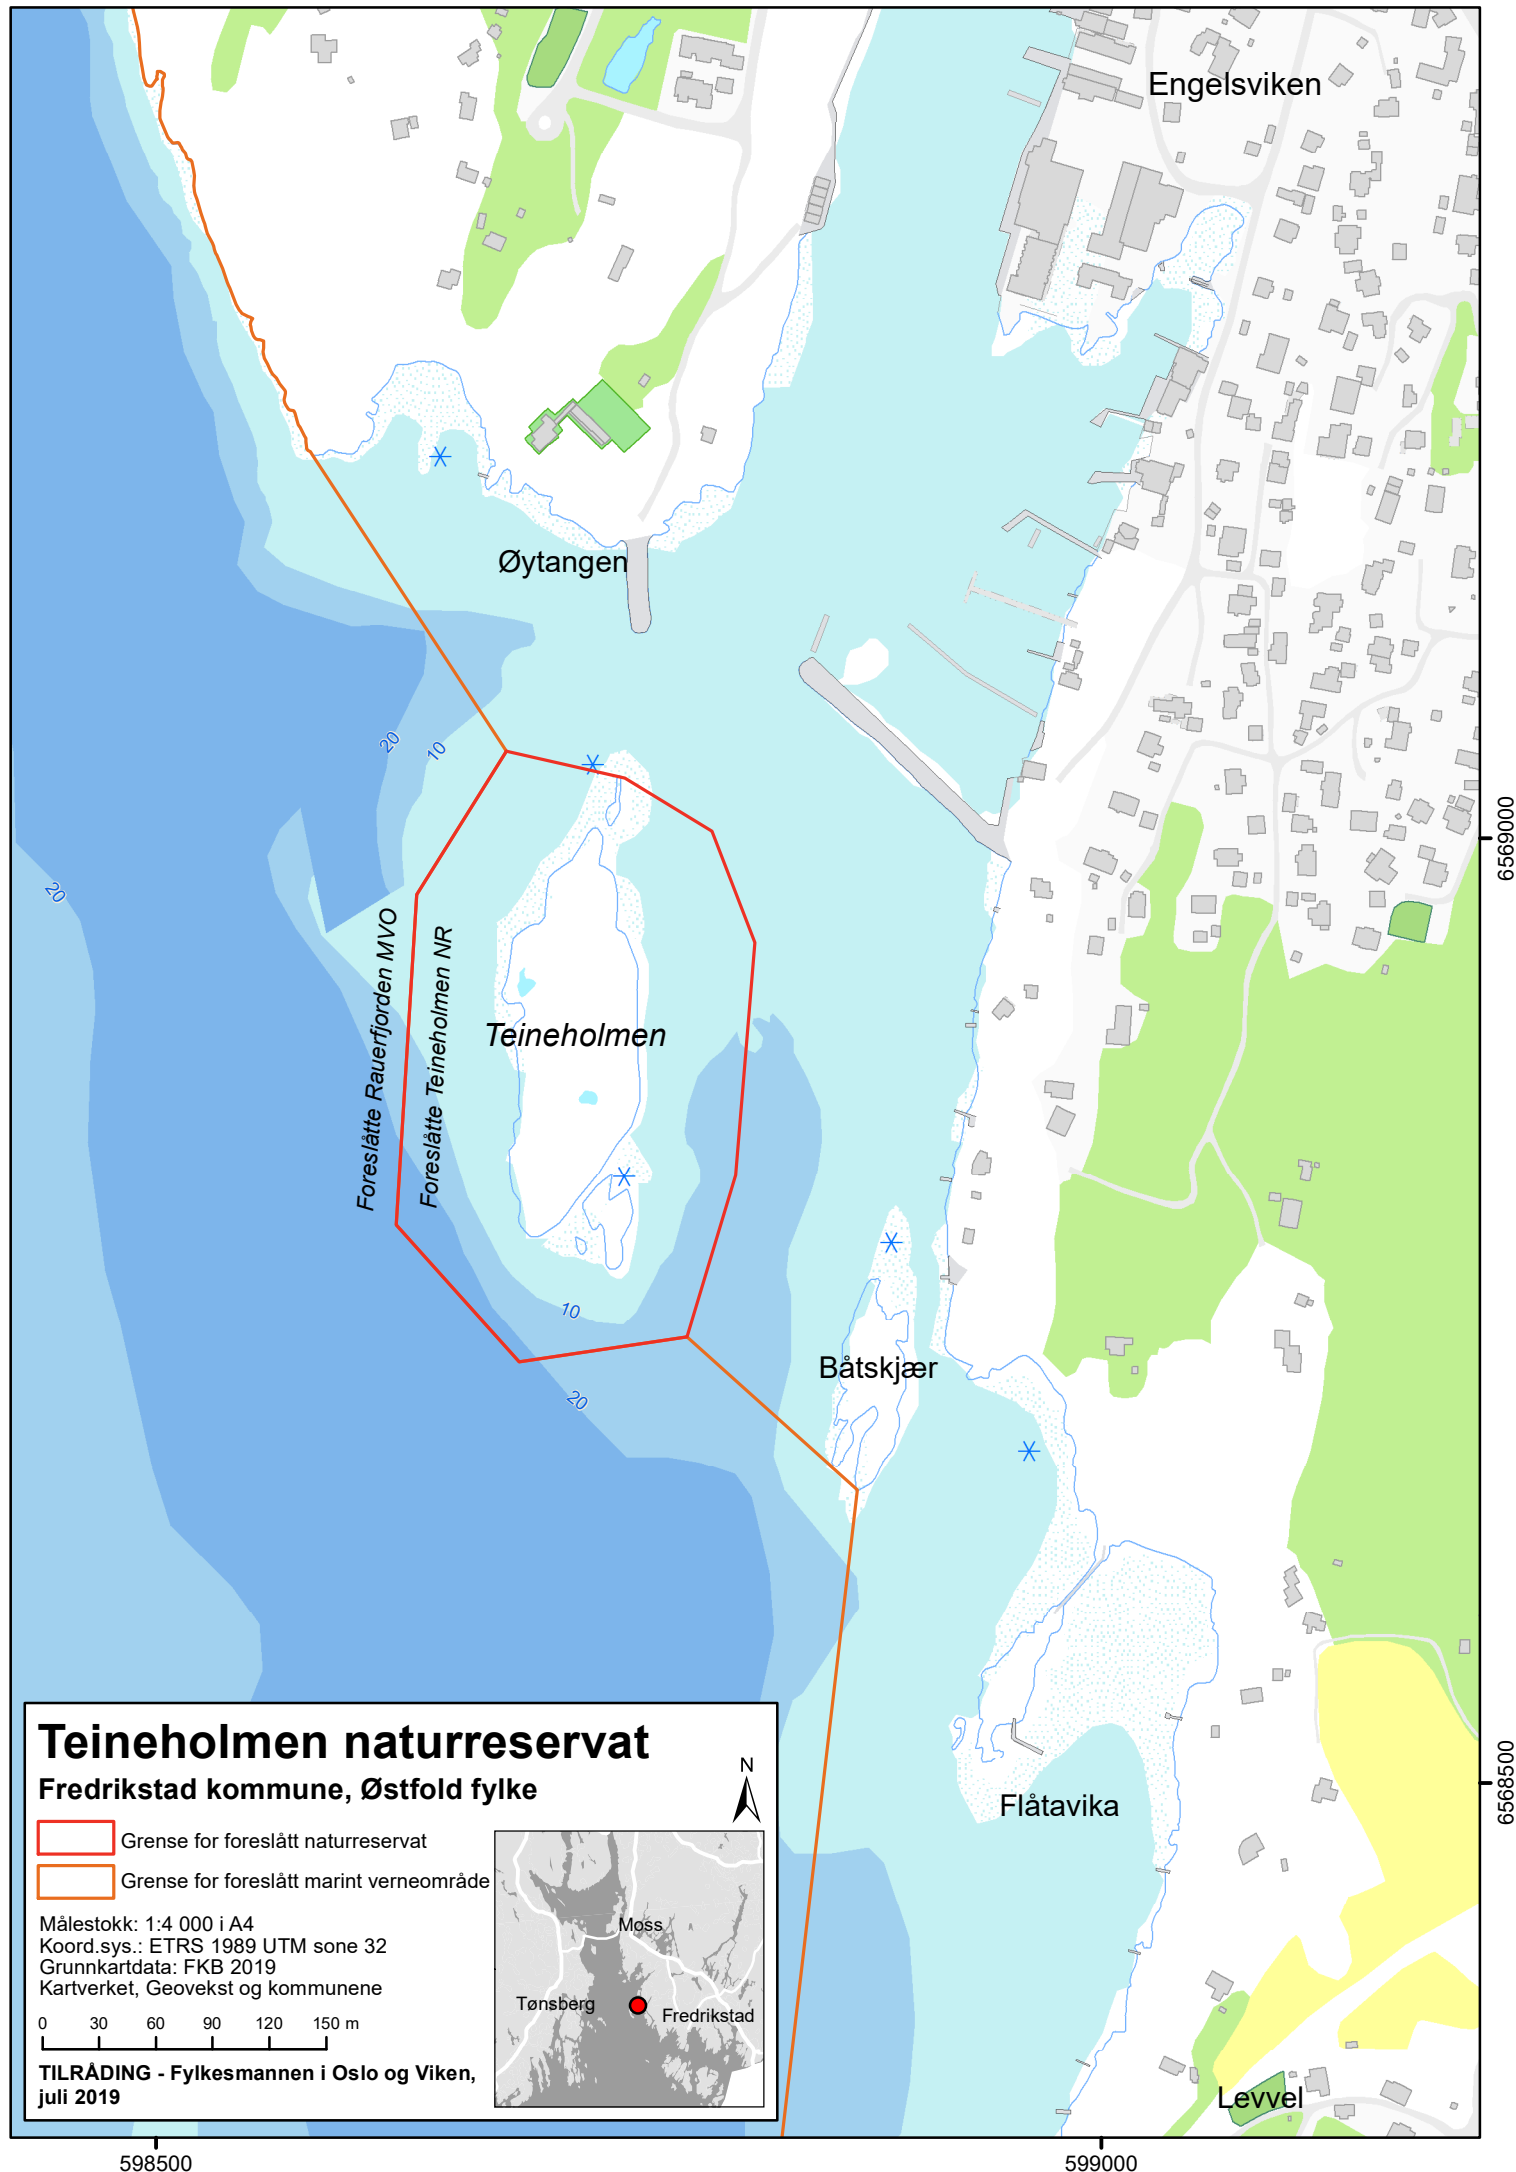 Engelsviken
Øytangen
20
10
6569000
20
Foreslåtte Rauerfjorden MVO
Foreslåtte Teineholmen NR
Teineholmen
10
Båtskjær
20
Teineholmen naturreservat
Fredrikstad kommune, Østfold fylke
N
Grense for foreslått naturreservat
Grense for foreslått marint verneområde
Målestokk: 1:4 000 i A4
Koord.sys.: ETRS 1989 UTM sone 32
Grunnkartdata: FKB 2019
Kartverket, Geovekst og kommunene
0 30 60 90 120 150 m
TILRÅDING - Fylkesmannen i Oslo og Viken,
juli 2019
Moss
Tønsberg
Fredrikstad
Flåtavika
6568500
Levvel
598500
599000